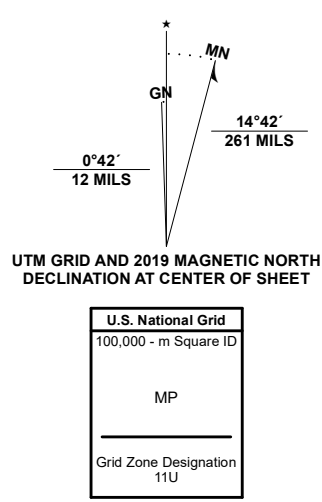 ★
MN
GN
0°42´
12 MILS
14°42´
261 MILS
UTM GRID AND 2019 MAGNETIC NORTH
DECLINATION AT CENTER OF SHEET
U.S. National Grid
100,000 - m Square ID
MP
Grid Zone Designation
11U